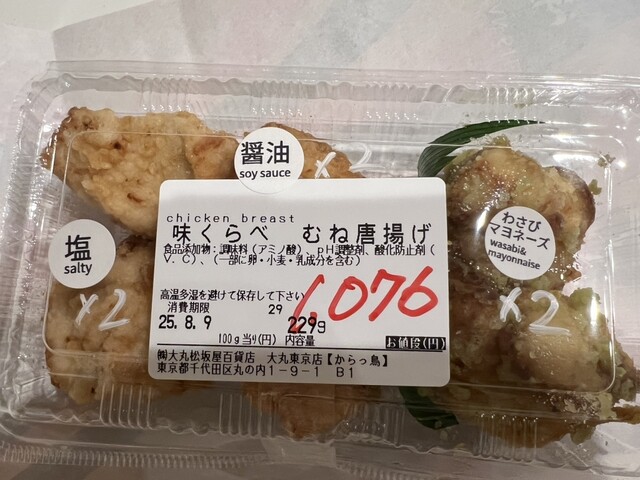 醤油
soy sauce
×2
塩
salty
×2
わさび
マヨネーズ
wasabi&
mayonnaise
×2
chicken breast
味くらべ むね唐揚げ
食品添加物：調味料（アミノ酸）、pH調整剤、酸化防止剤（
V．C）、（一部に卵・小麦・乳成分を含む）
高温多湿を避けて保存して下さい
消費期限 29
25.8.9 229g
1,076
100g当り(円) 内容量 お値段(円)
㈱大丸松坂屋百貨店 大丸東京店【からっ鳥】
東京都千代田区丸の内1－9－1 B1